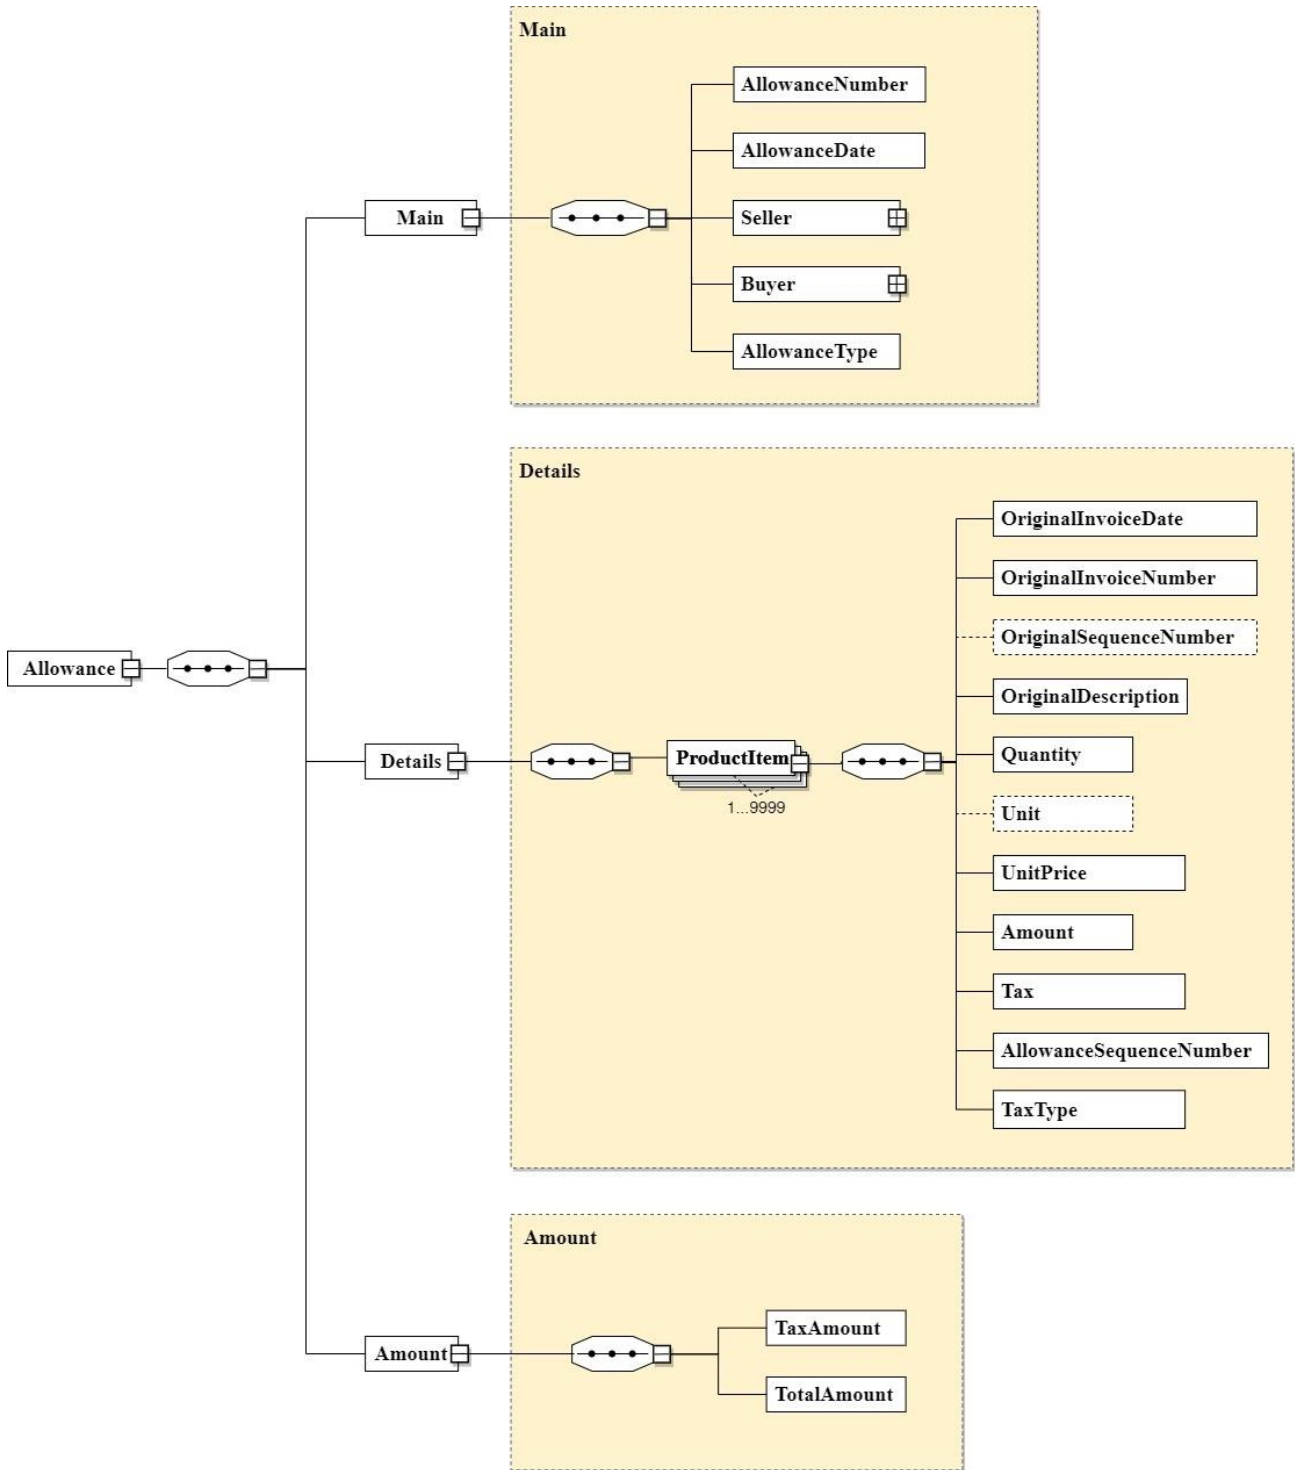 Main
AllowanceNumber
AllowanceDate
Main
Seller
Buyer
AllowanceType
Details
OriginalInvoiceDate
OriginalInvoiceNumber
OriginalSequenceNumber
Allowance
OriginalDescription
Details
ProductItem
1...9999
Quantity
Unit
UnitPrice
Amount
Tax
AllowanceSequenceNumber
TaxType
Amount
TaxAmount
Amount
TotalAmount